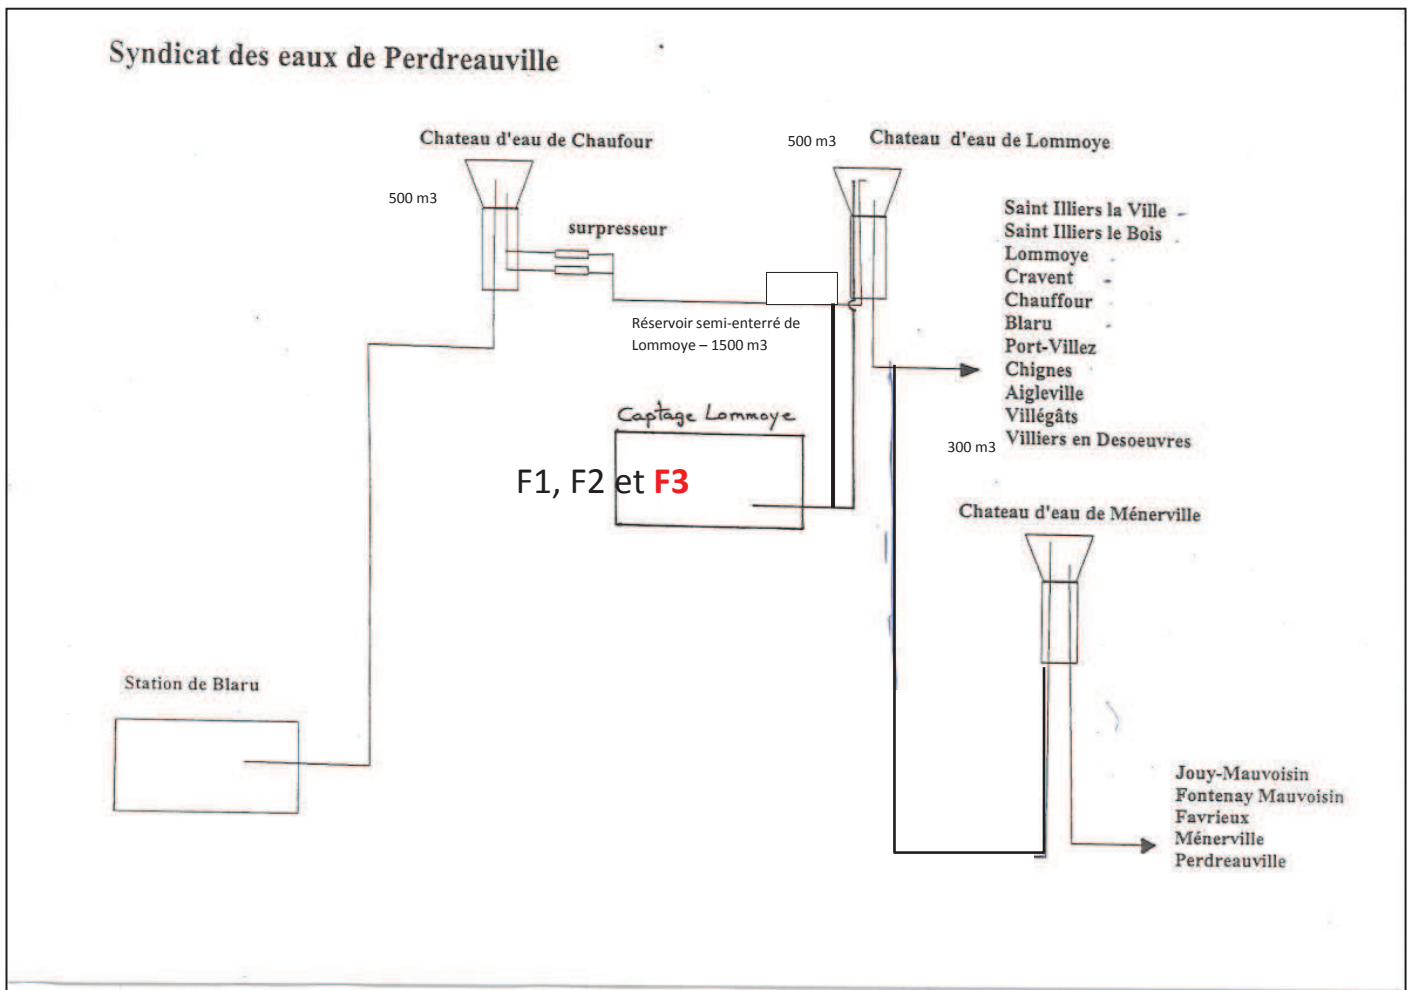 Syndicat des eaux de Perdreauville
Chateau d'eau de Chaufour
500 m3
surpresseur
500 m3
Chateau d'eau de Lommoye
Saint Illiers la Ville -
Saint Illiers le Bois -
Lommoye
Cravent -
Chauffour
Blaru
Port-Villez
Chignes
Aigleville
Villégâts
Villiers en Desoeuvres
Réservoir semi-enterré de
Lommoye – 1500 m3
Captage Lommoye
F1, F2 et F3
300 m3
Chateau d'eau de Ménerville
Station de Blaru
Jouy-Mauvoisin
Fontenay Mauvoisin
Favrieux
Ménerville
Perdreauville